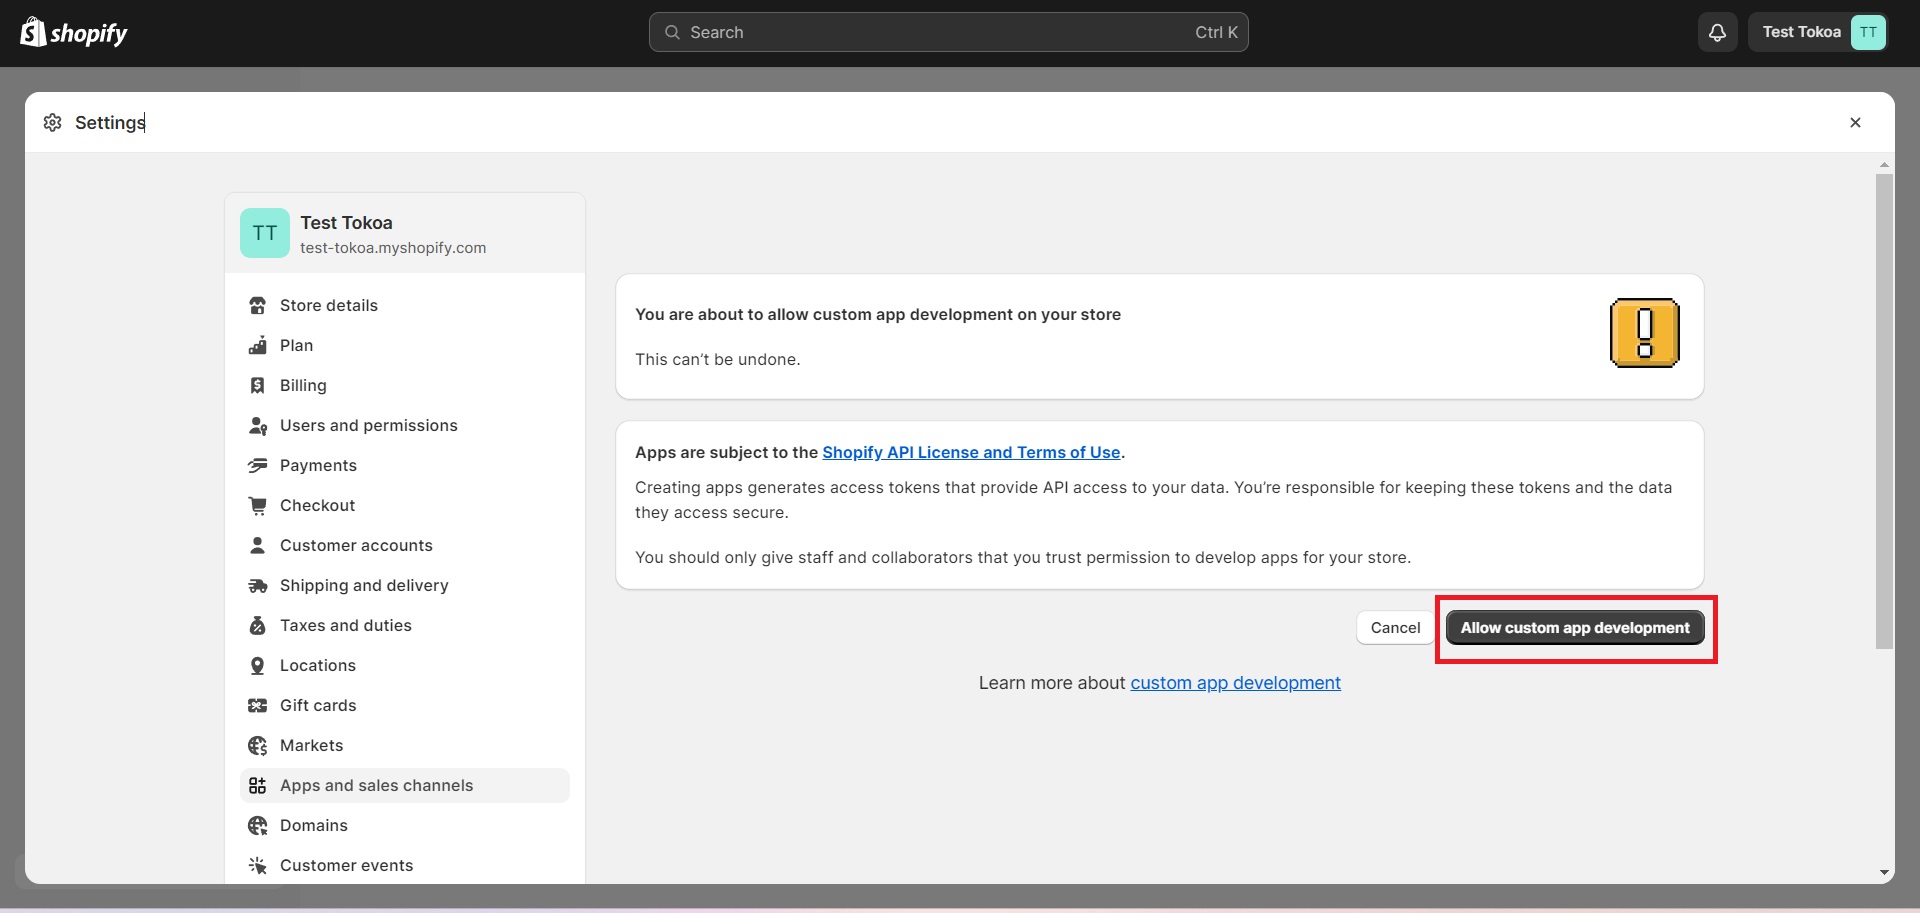 shopify
Search
Ctrl K
Test Tokoa
TT
Settings
TT
Test Tokoa
test-tokoa.myshopify.com
Store details
Plan
Billing
Users and permissions
Payments
Checkout
Customer accounts
Shipping and delivery
Taxes and duties
Locations
Gift cards
Markets
Apps and sales channels
Domains
Customer events
You are about to allow custom app development on your store
This can’t be undone.
Apps are subject to the Shopify API License and Terms of Use.
Creating apps generates access tokens that provide API access to your data. You’re responsible for keeping these tokens and the data
they access secure.
You should only give staff and collaborators that you trust permission to develop apps for your store.
Cancel
Allow custom app development
Learn more about custom app development